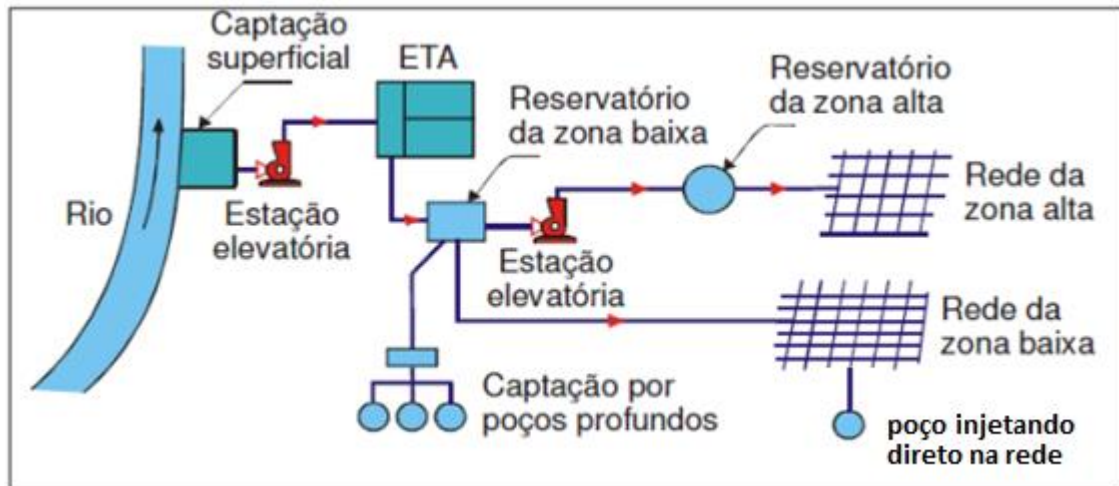 Captação
superficial
ETA
Reservatório
da zona baixa
Reservatório
da zona alta
Rio
Estação
elevatória
Estação
elevatória
Rede da
zona alta
Rede da
zona baixa
Captação por
poços profundos
poço injetando
direto na rede